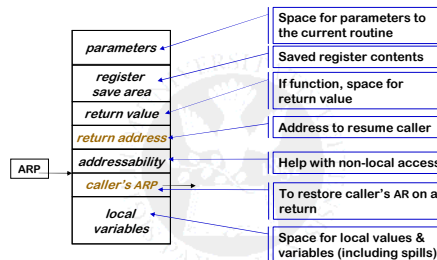 parameters
register
save area
return value
return address
addressability
ARP
caller's ARP
local
variables
Space for parameters to
the current routine
Saved register contents
If function, space for
return value
Address to resume caller
Help with non-local access
To restore caller's AR on a
return
Space for local values &
variables (including spills)